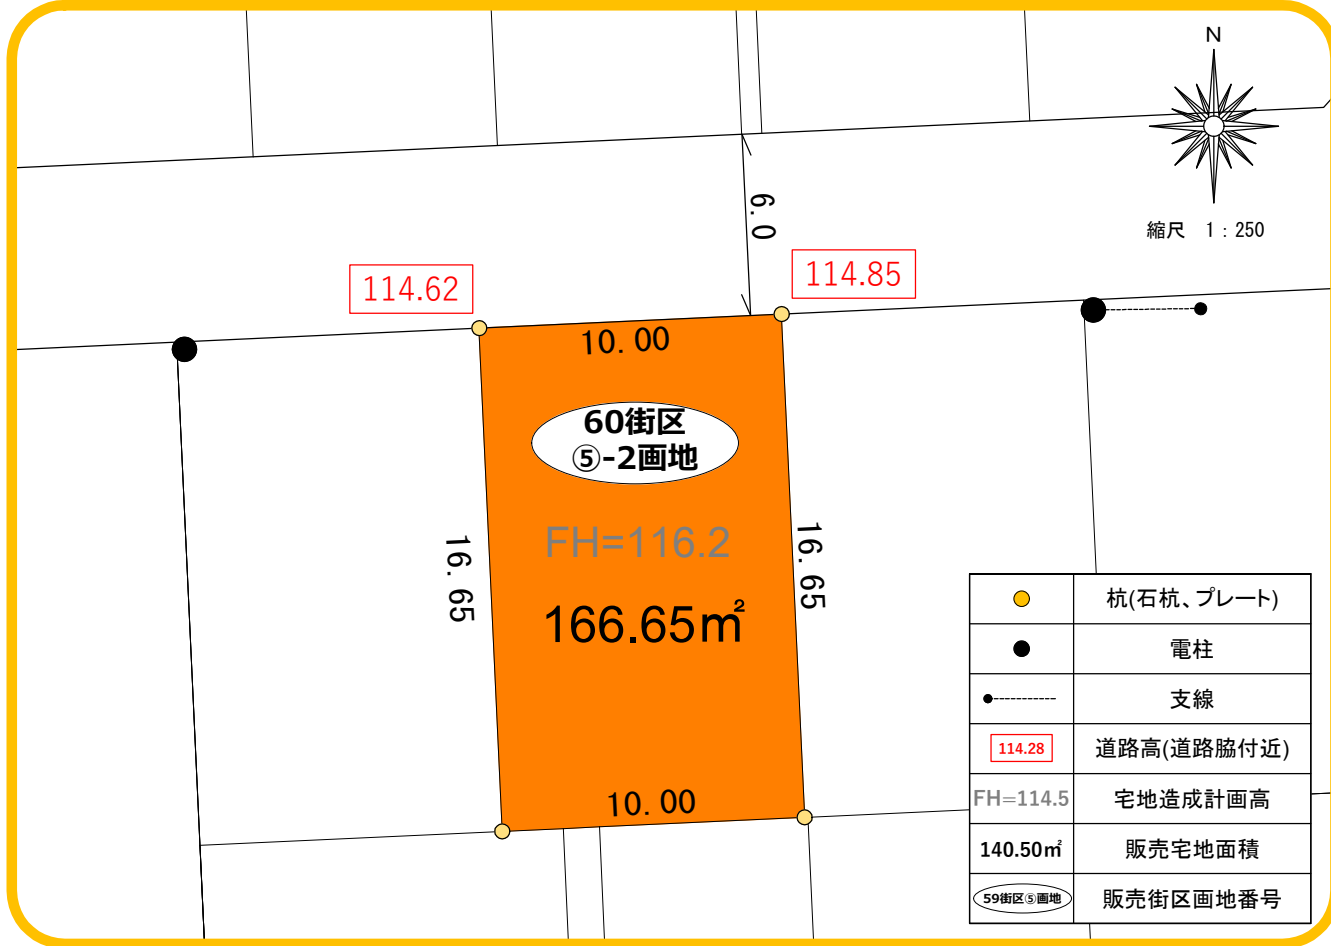 N
縮尺 1:250
6.0
114.62
114.85
10.00
60街区
⑤-2画地
FH=116.2
166.65㎡
16.65
16.65
10.00
杭(石杭、プレート)
電柱
支線
114.28 道路高(道路脇付近)
FH=114.5 宅地造成計画高
140.50㎡ 販売宅地面積
59街区⑤画地 販売街区画地番号